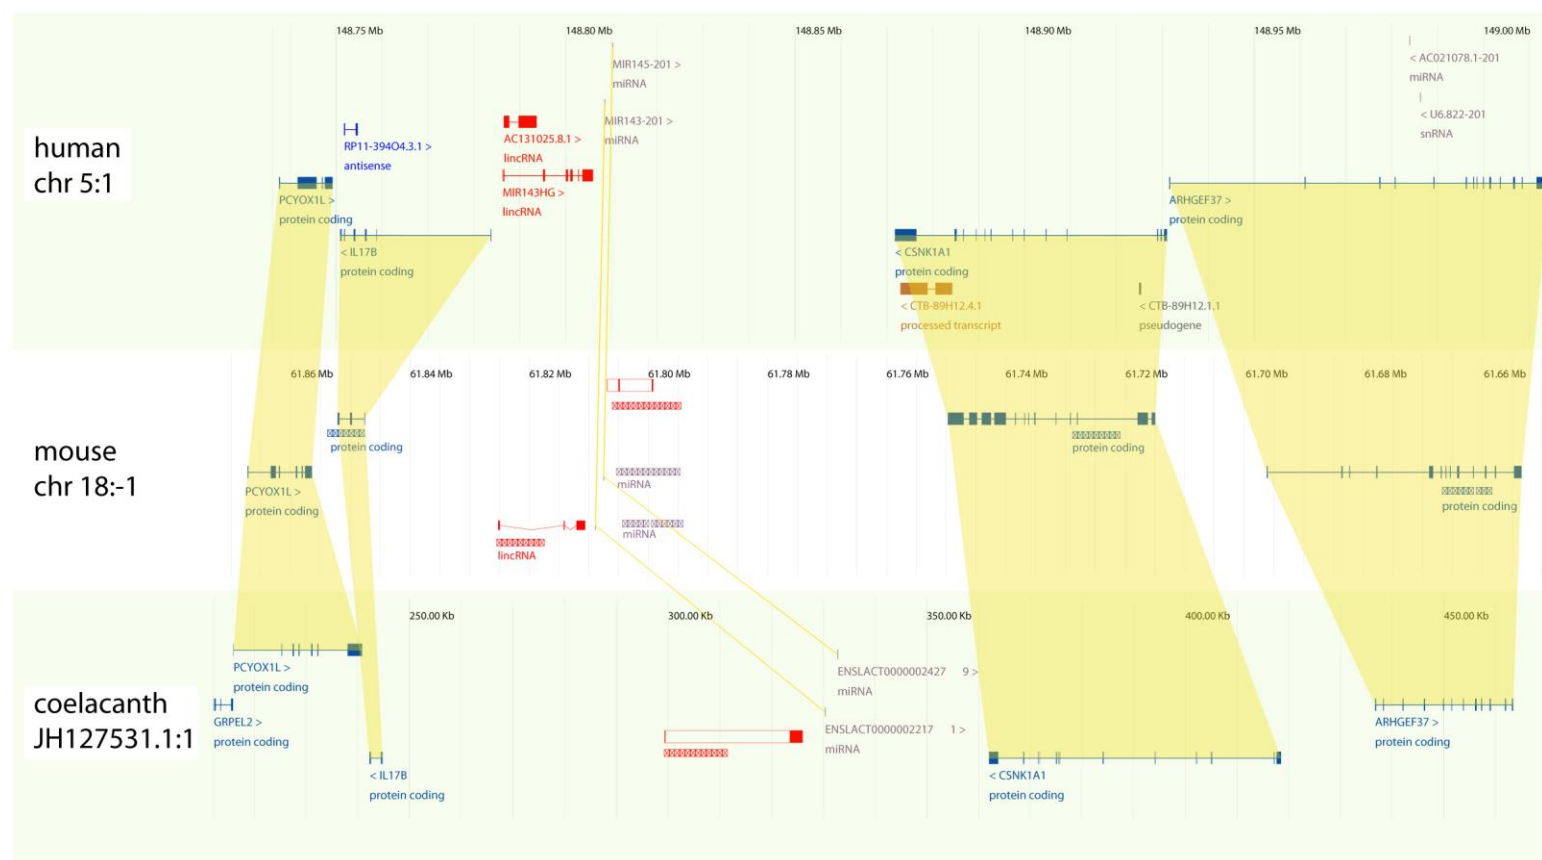 148.75 Mb
148.80 Mb
148.85 Mb
148.90 Mb
148.95 Mb
149.00 Mb
MIR145-201 >
miRNA
< AC021078.1-201
miRNA
MIR143-201 >
miRNA
< U6.822-201
snRNA
human
chr 5:1
RP11-394O4.3.1 >
antisense
AC131025.8.1 >
lincRNA
MIR143HG >
lincRNA
PCYOX1L >
protein coding
ARHGEF37 >
protein coding
< IL17B
protein coding
< CSNK1A1
protein coding
< CTB-89H12.4.1
processed transcript
< CTB-89H12.1.1
pseudogene
61.86 Mb
61.84 Mb
61.82 Mb
61.80 Mb
61.78 Mb
61.76 Mb
61.74 Mb
61.72 Mb
61.70 Mb
61.68 Mb
61.66 Mb
mouse
chr 18:-1
protein coding
protein coding
PCYOX1L >
protein coding
miRNA
protein coding
miRNA
lincRNA
250.00 Kb
300.00 Kb
350.00 Kb
400.00 Kb
450.00 Kb
coelacanth
JH127531.1:1
PCYOX1L >
protein coding
ENSLACT0000002427 9 >
miRNA
GRPEL2 >
protein coding
ENSLACT0000002217 1 >
miRNA
ARHGEF37 >
protein coding
< IL17B
protein coding
< CSNK1A1
protein coding